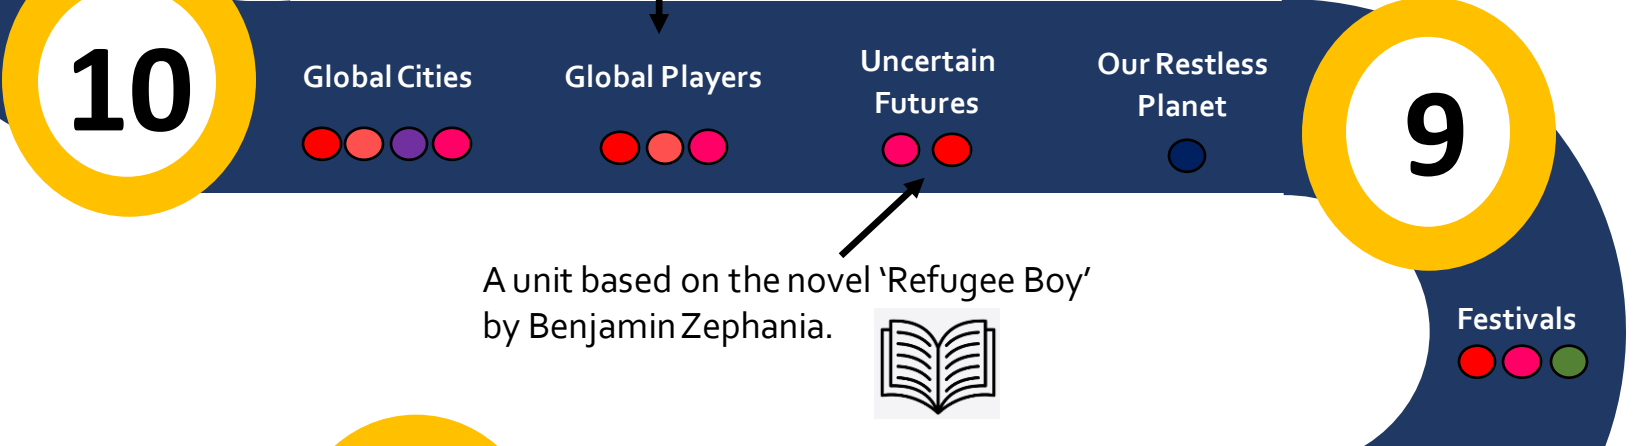 10
Global Cities
Global Players
Uncertain
Futures
Our Restless
Planet
9
A unit based on the novel ‘Refugee Boy’
by Benjamin Zephania.
Festivals